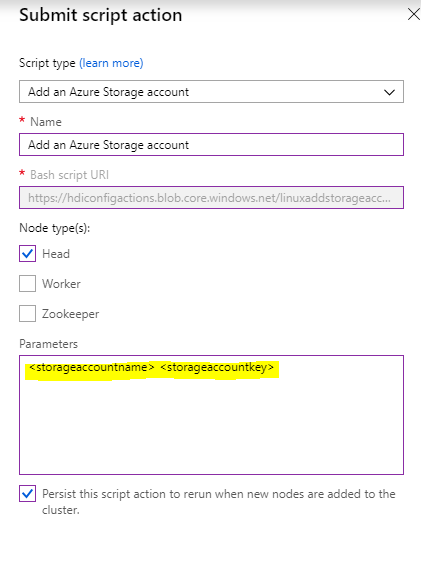 Submit script action
Script type (learn more)
Add an Azure Storage account
* Name
Add an Azure Storage account
* Bash script URI
https://hdiconfigactions.blob.core.windows.net/linuxaddstorageacc...
Node type(s):
Head
Worker
Zookeeper
Parameters
<storageaccountname> <storageaccountkey>
Persist this script action to rerun when new nodes are added to the
cluster.